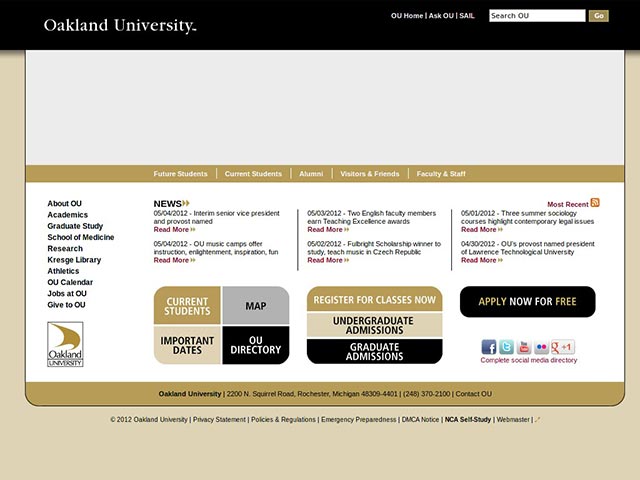 Oakland University™
OU Home | Ask OU | SAIL
Search OU
Go
Future Students | Current Students | Alumni | Visitors & Friends | Faculty & Staff
About OU
Academics
Graduate Study
School of Medicine
Research
Kresge Library
Athletics
OU Calendar
Jobs at OU
Give to OU
Oakland
UNIVERSITY
NEWS
Most Recent
05/04/2012 - Interim senior vice president
and provost named
Read More
05/03/2012 - Two English faculty members
earn Teaching Excellence awards
Read More
05/01/2012 - Three summer sociology
courses highlight contemporary legal issues
Read More
05/04/2012 - OU music camps offer
instruction, enlightenment, inspiration, fun
Read More
05/02/2012 - Fulbright Scholarship winner to
study, teach music in Czech Republic
Read More
04/30/2012 - OU's provost named president
of Lawrence Technological University
Read More
CURRENT
STUDENTS
MAP
IMPORTANT
DATES
OU
DIRECTORY
REGISTER FOR CLASSES NOW
UNDERGRADUATE
ADMISSIONS
GRADUATE
ADMISSIONS
APPLY NOW FOR FREE
f t You Tube g +1
Complete social media directory
Oakland University | 2200 N. Squirrel Road, Rochester, Michigan 48309-4401 | (248) 370-2100 | Contact OU
© 2012 Oakland University | Privacy Statement | Policies & Regulations | Emergency Preparedness | DMCA Notice | NCA Self-Study | Webmaster |